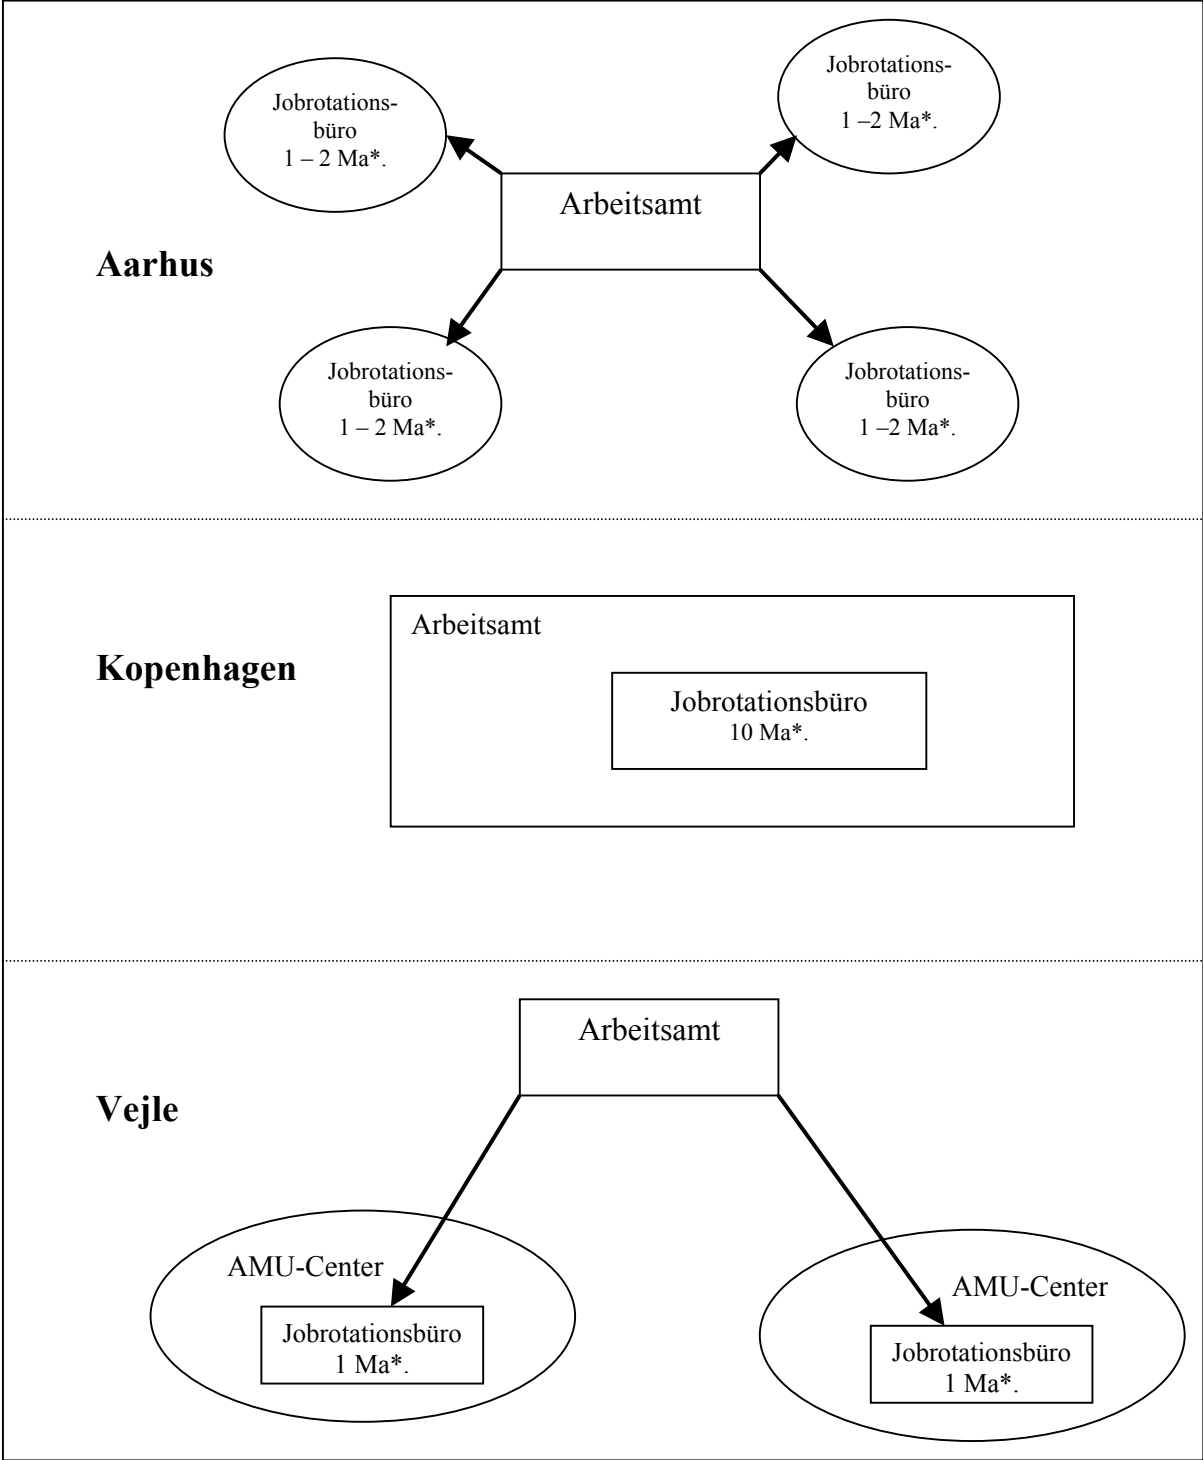 Jobrotations-
büro
1 – 2 Ma*.
Jobrotations-
büro
1 –2 Ma*.
Arbeitsamt
Aarhus
Jobrotations-
büro
1 – 2 Ma*.
Jobrotations-
büro
1 –2 Ma*.
Arbeitsamt
Kopenhagen
Jobrotationsbüro
10 Ma*.
Arbeitsamt
Vejle
AMU-Center
Jobrotationsbüro
1 Ma*.
AMU-Center
Jobrotationsbüro
1 Ma*.